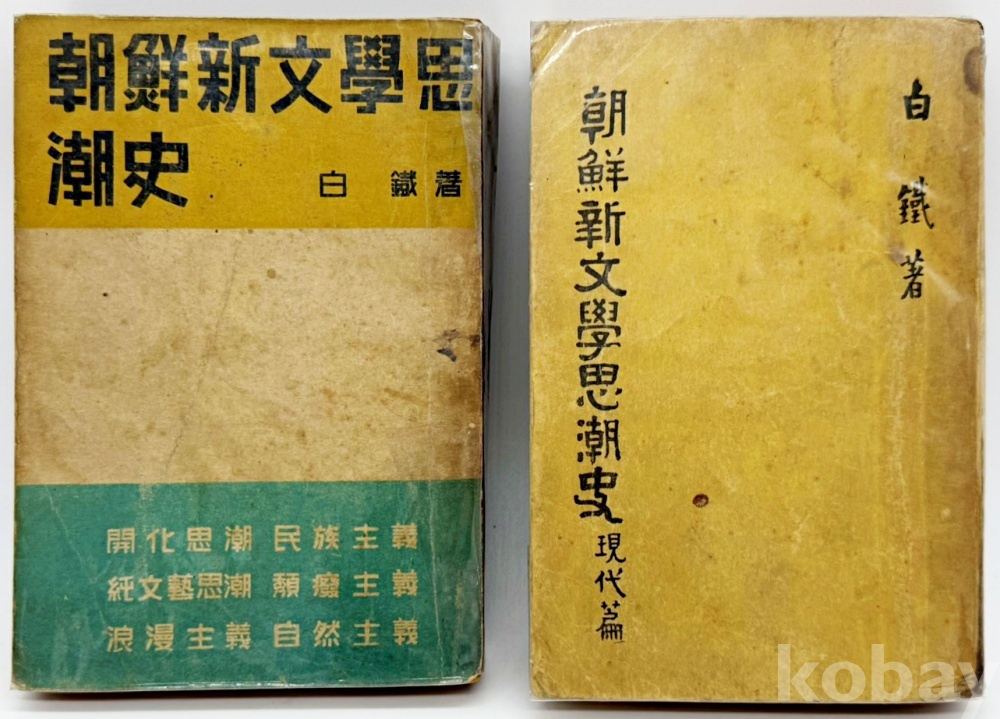 朝鮮新文學思
潮史
白鐵著
開化思潮 民族主義
純文藝思潮 頹廢主義
浪漫主義 自然主義
白鐵著
朝鮮新文學思潮史 現代篇
kobay